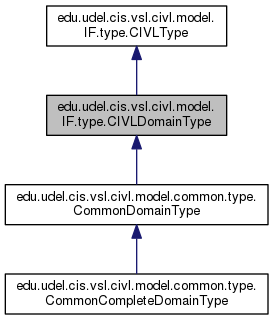 edu.udel.cis.vsl.civl.model.
IF.type.CIVLType
edu.udel.cis.vsl.civl.model.
IF.type.CIVLDomainType
edu.udel.cis.vsl.civl.model.common.type.
CommonDomainType
edu.udel.cis.vsl.civl.model.common.type.
CommonCompleteDomainType